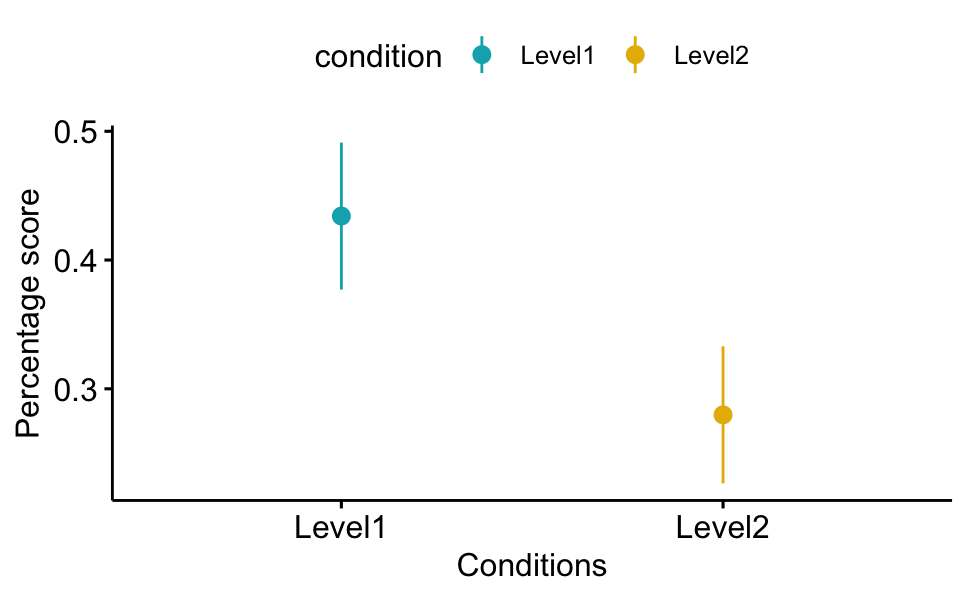 condition Level1 Level2
0.5
0.4
0.3
Percentage score
Level1 Level2
Conditions